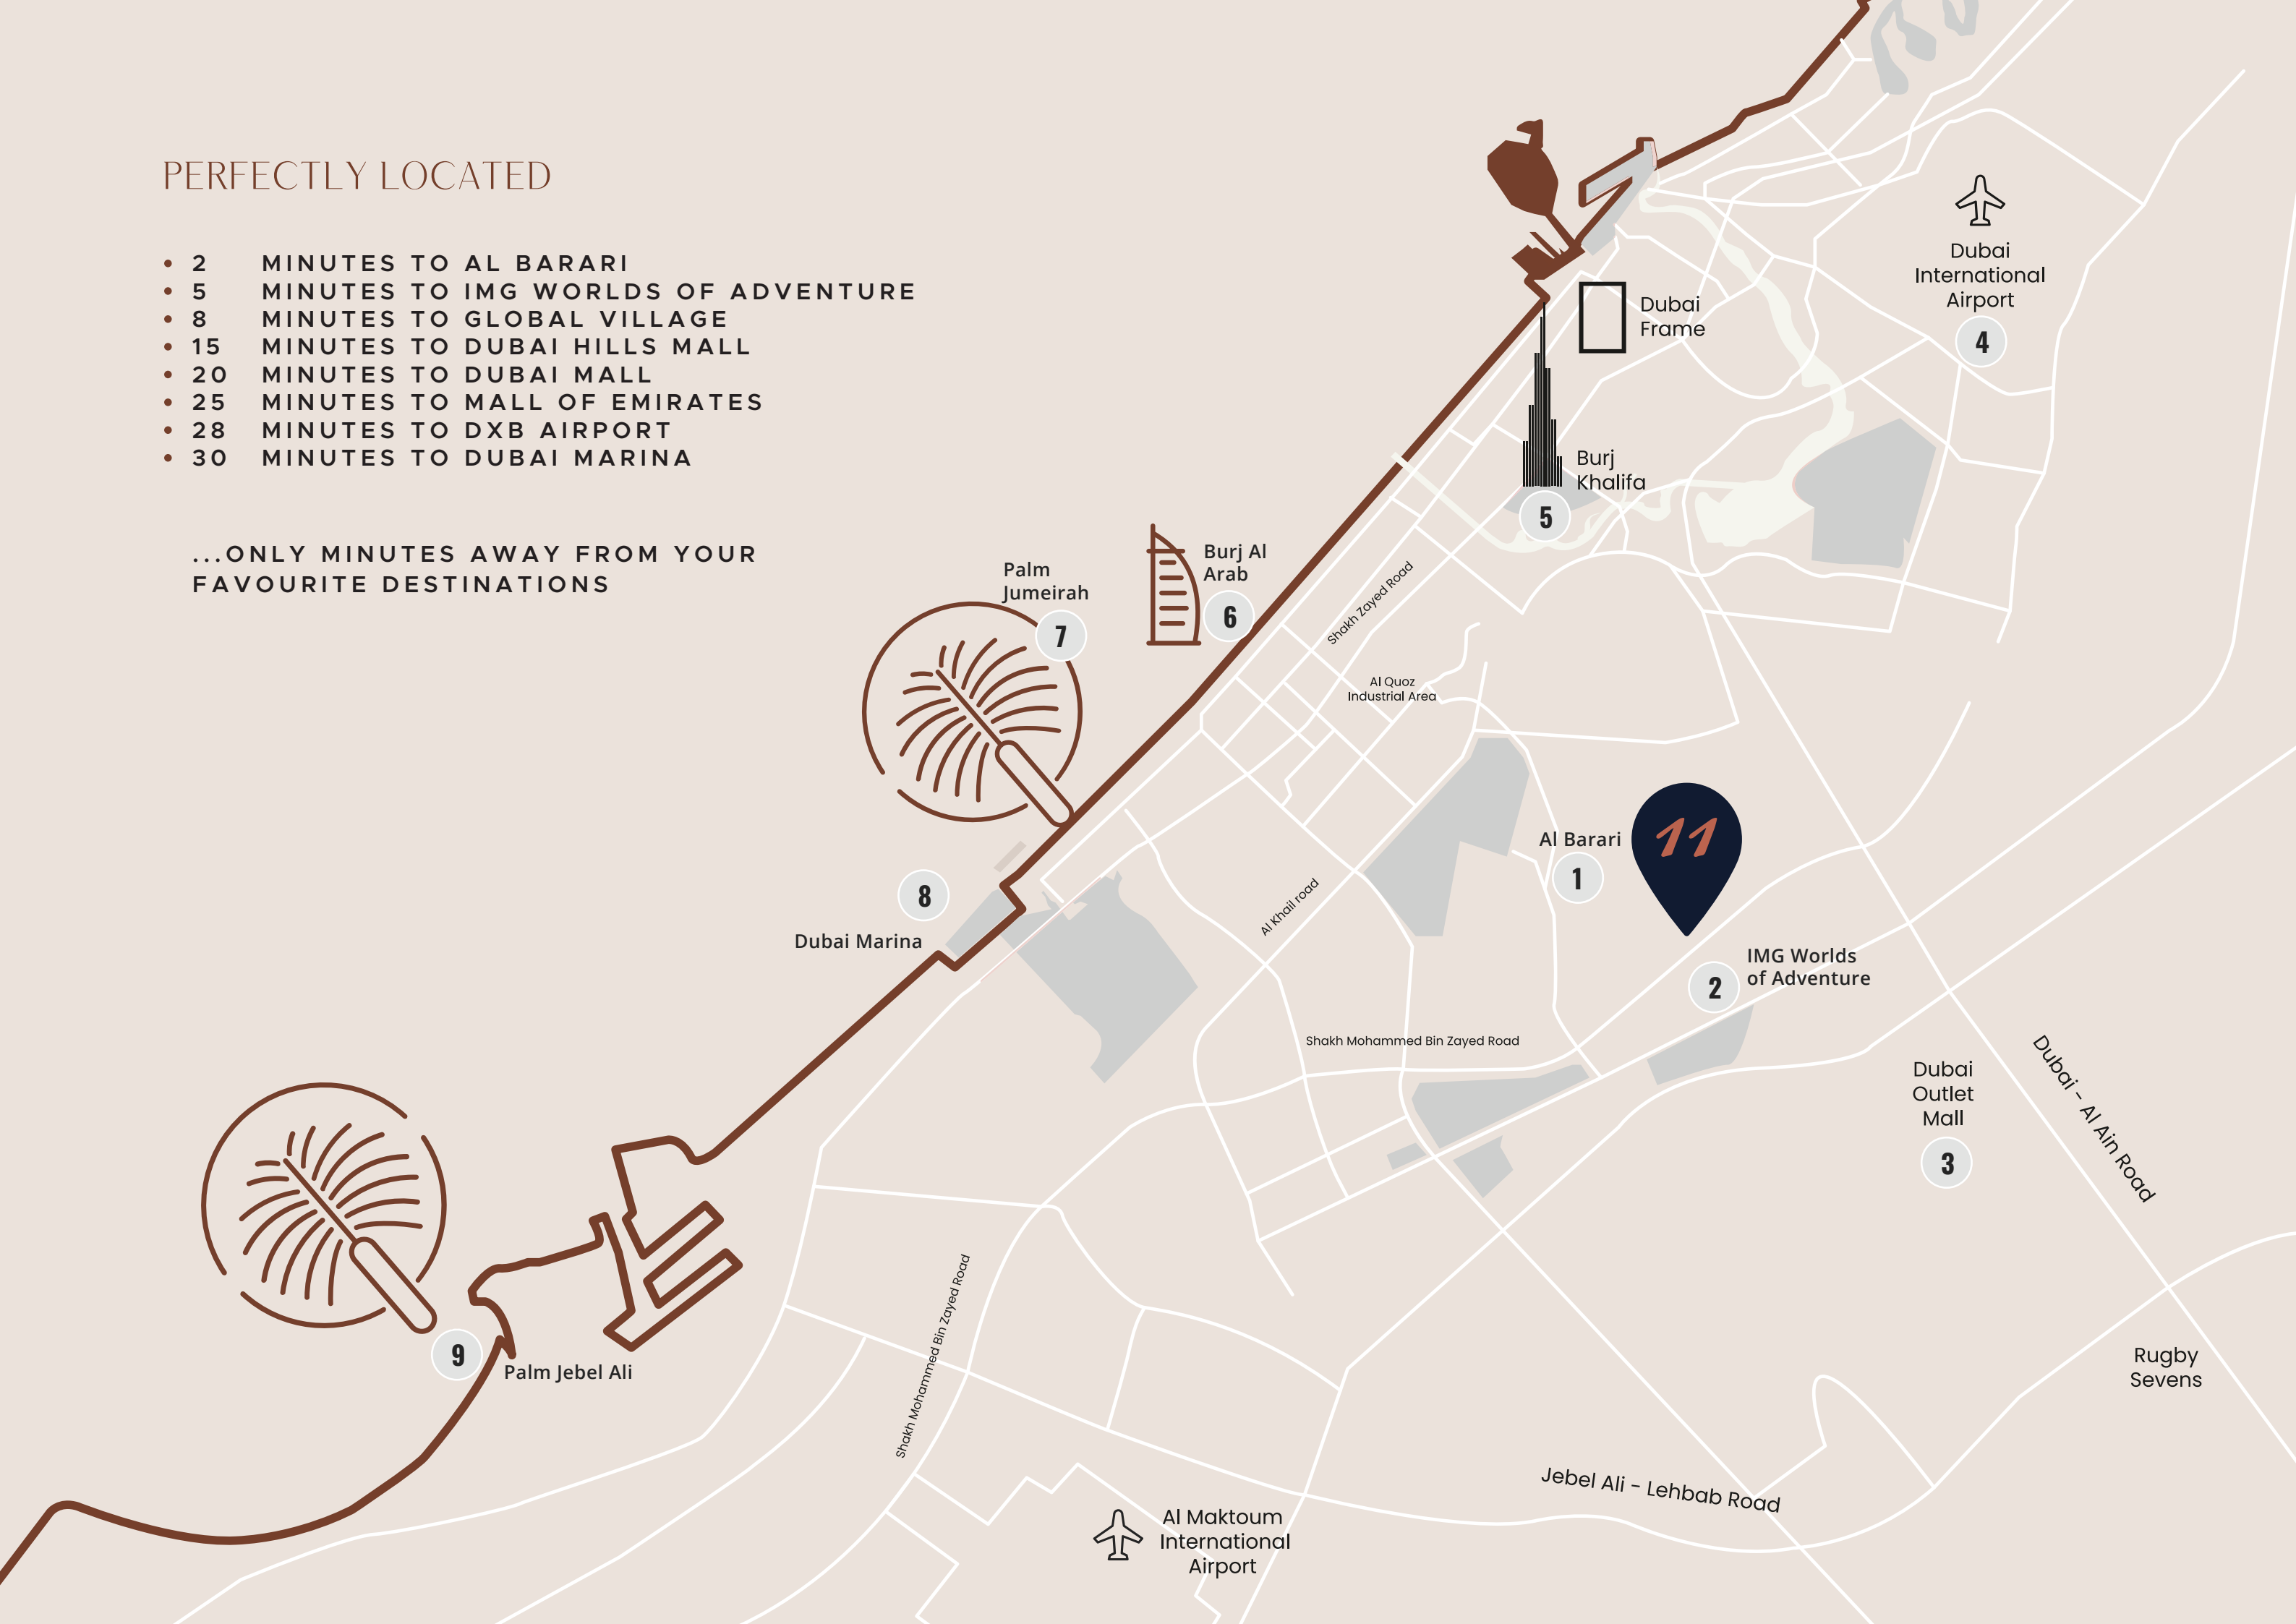 PERFECTLY LOCATED
• 2 MINUTES TO AL BARARI
• 5 MINUTES TO IMG WORLDS OF ADVENTURE
• 8 MINUTES TO GLOBAL VILLAGE
• 15 MINUTES TO DUBAI HILLS MALL
• 20 MINUTES TO DUBAI MALL
• 25 MINUTES TO MALL OF EMIRATES
• 28 MINUTES TO DXB AIRPORT
• 30 MINUTES TO DUBAI MARINA
...ONLY MINUTES AWAY FROM YOUR
FAVOURITE DESTINATIONS
Dubai
International
Airport
4
Dubai
Frame
Burj
Khalifa
5
Burj Al
Arab
6
Palm
Jumeirah
7
Shakh Zayed Road
Al Quoz
Industrial Area
Al Barari
1
11
8
Dubai Marina
Al Khail road
IMG Worlds
of Adventure
2
Shakh Mohammed Bin Zayed Road
Dubai
Outlet
Mall
3
Dubai - Al Ain Road
Shakh Mohammed Bin Zayed Road
9
Palm Jebel Ali
Rugby
Sevens
Jebel Ali - Lehbab Road
Al Maktoum
International
Airport